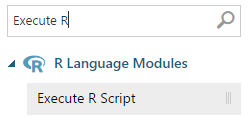 Execute R
R Language Modules
Execute R Script